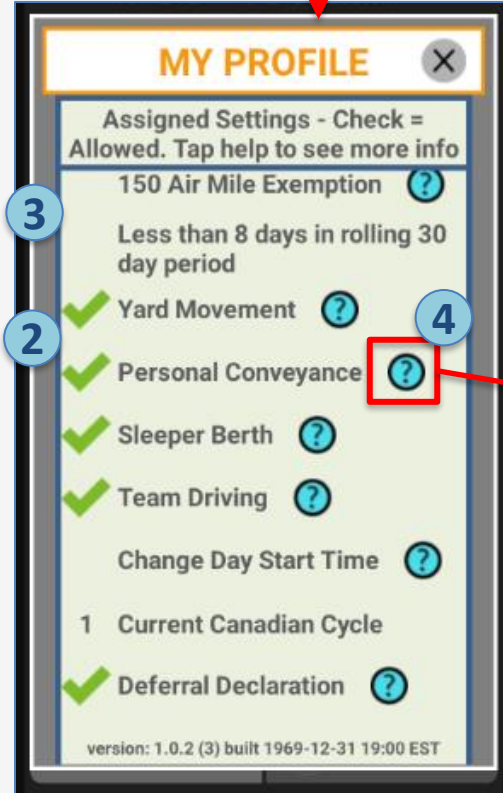 MY PROFILE
X
Assigned Settings - Check =
Allowed. Tap help to see more info
150 Air Mile Exemption ?
3
Less than 8 days in rolling 30
day period
Yard Movement ?
4
2
Personal Conveyance ?
Sleeper Berth ?
Team Driving ?
Change Day Start Time ?
1 Current Canadian Cycle
Deferral Declaration ?
version: 1.0.2 (3) built 1969-12-31 19:00 EST